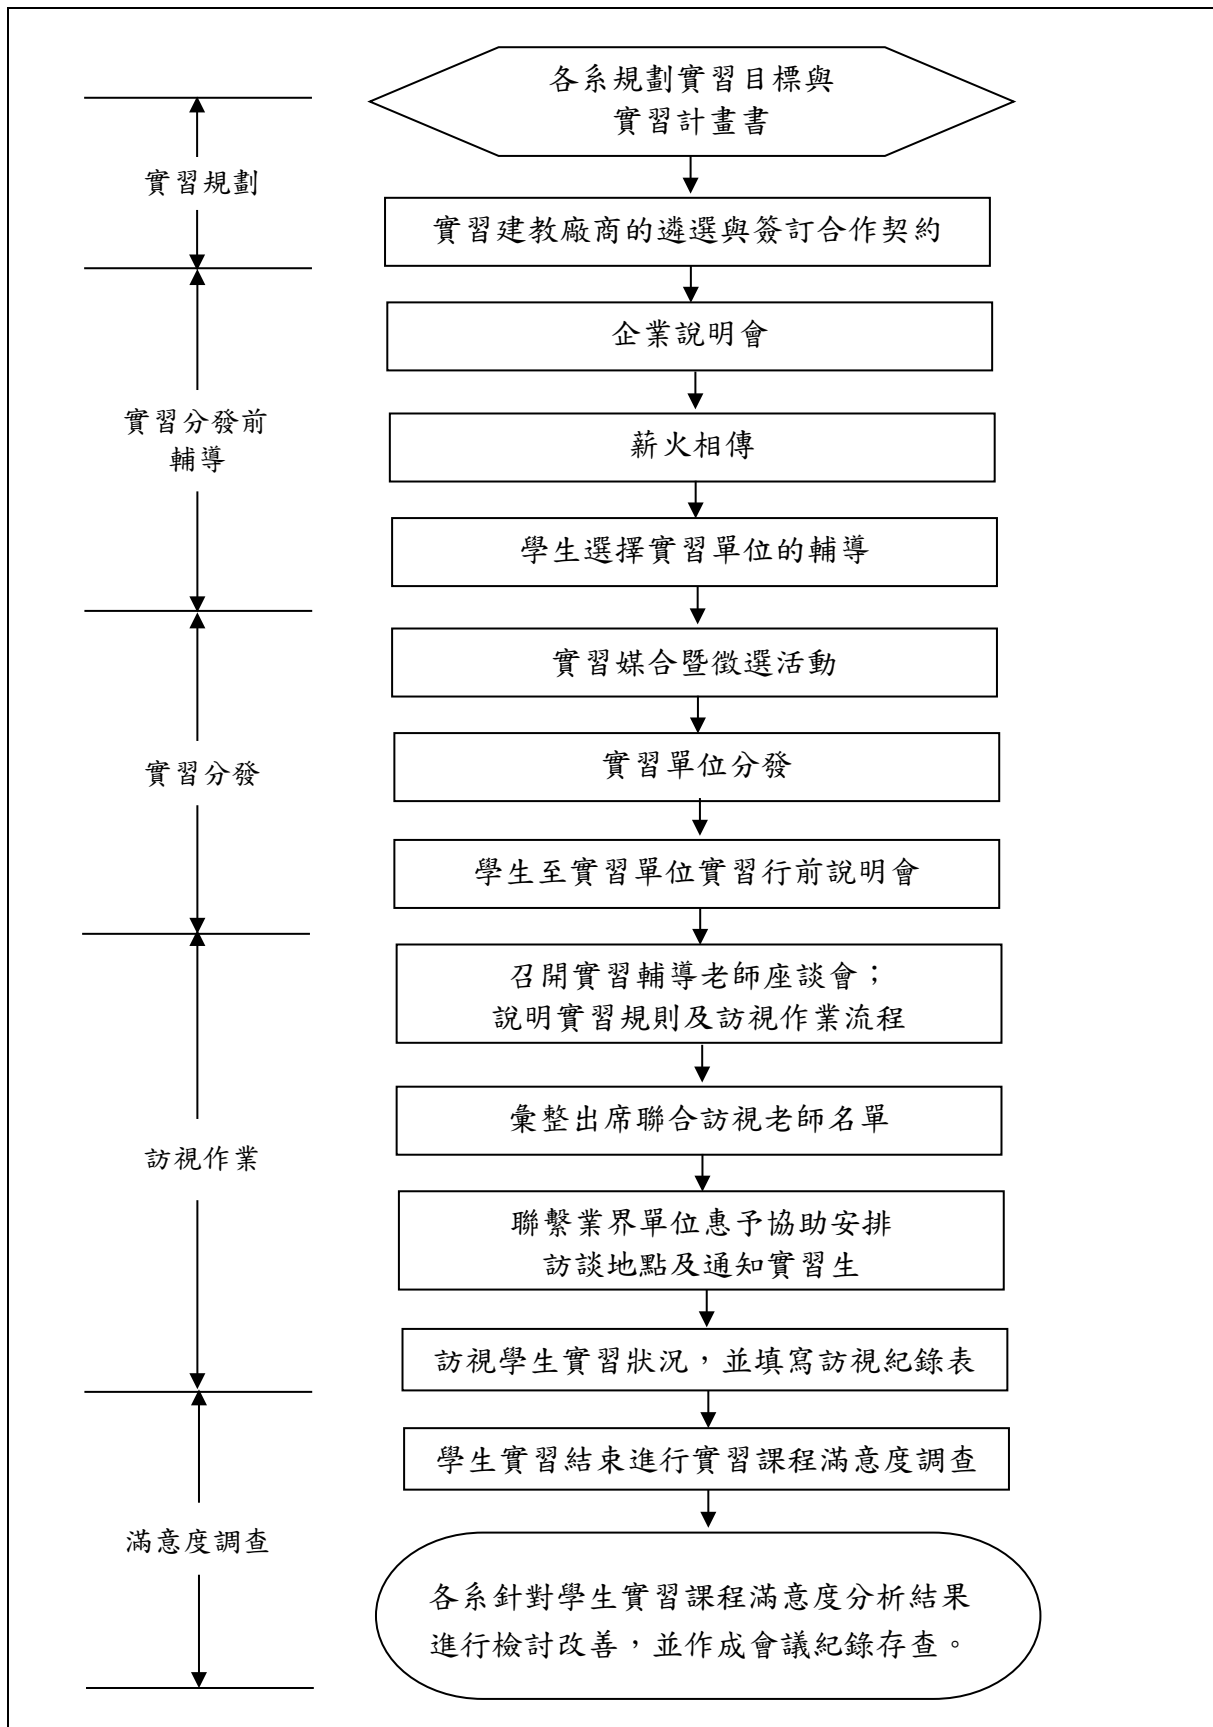 各系規劃實習目標與
實習計畫書
實習規劃
實習建教廠商的遴選與簽訂合作契約
企業說明會
實習分發前
輔導
薪火相傳
學生選擇實習單位的輔導
實習媒合暨徵選活動
實習分發
實習單位分發
學生至實習單位實習行前說明會
召開實習輔導老師座談會；
說明實習規則及訪視作業流程
彙整出席聯合訪視老師名單
訪視作業
聯繫業界單位惠予協助安排
訪談地點及通知實習生
訪視學生實習狀況，並填寫訪視紀錄表
學生實習結束進行實習課程滿意度調查
滿意度調查
各系針對學生實習課程滿意度分析結果
進行檢討改善，並作成會議紀錄存查。